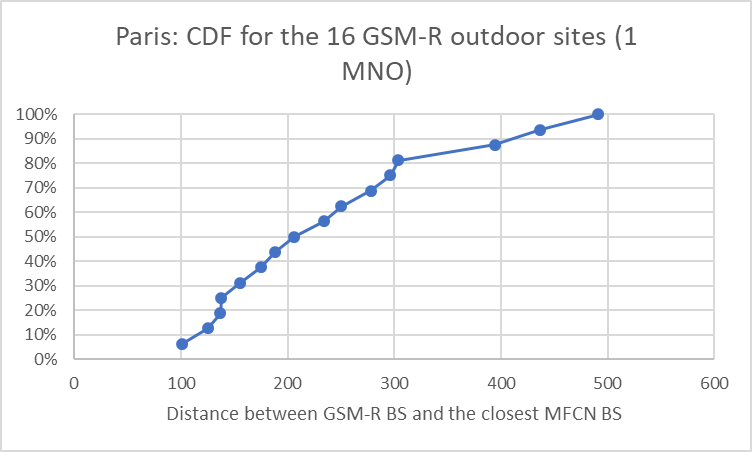 Paris: CDF for the 16 GSM-R outdoor sites (1
MNO)
100%
90%
80%
70%
60%
50%
40%
30%
20%
10%
0%
0 100 200 300 400 500 600
Distance between GSM-R BS and the closest MFCN BS